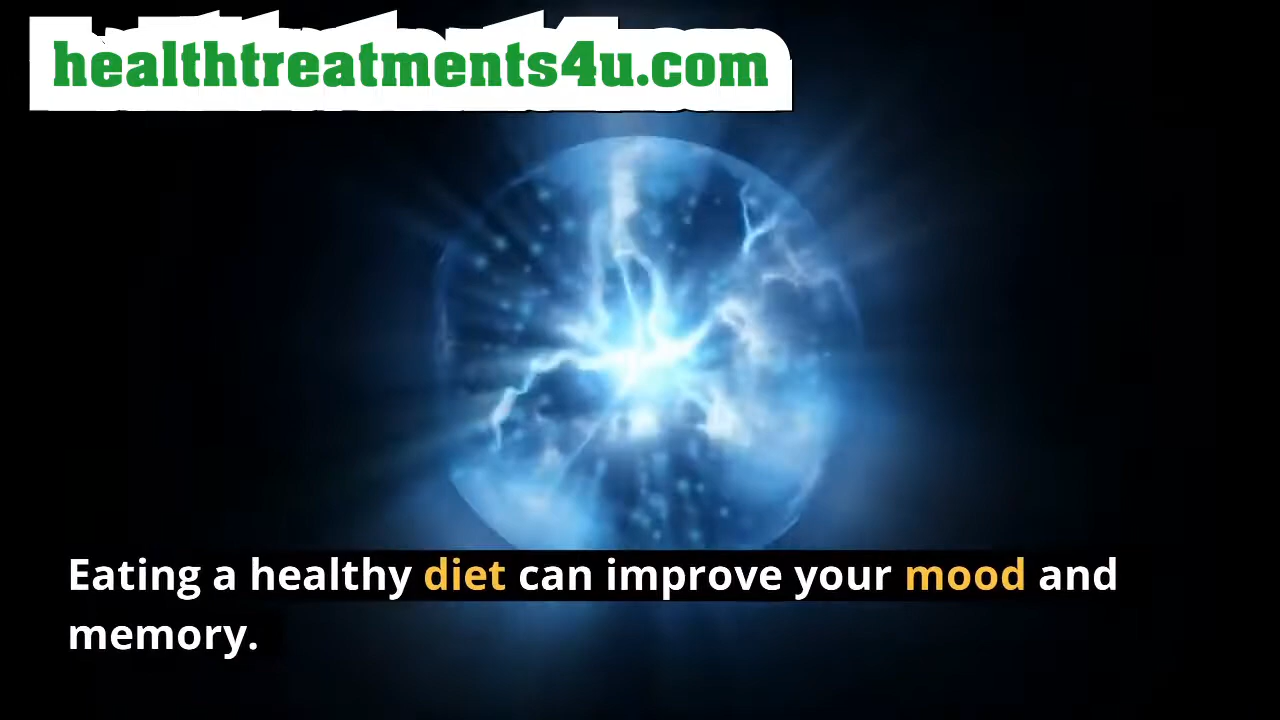 healthtreatments4u.com
Eating a healthy diet can improve your mood and
memory.